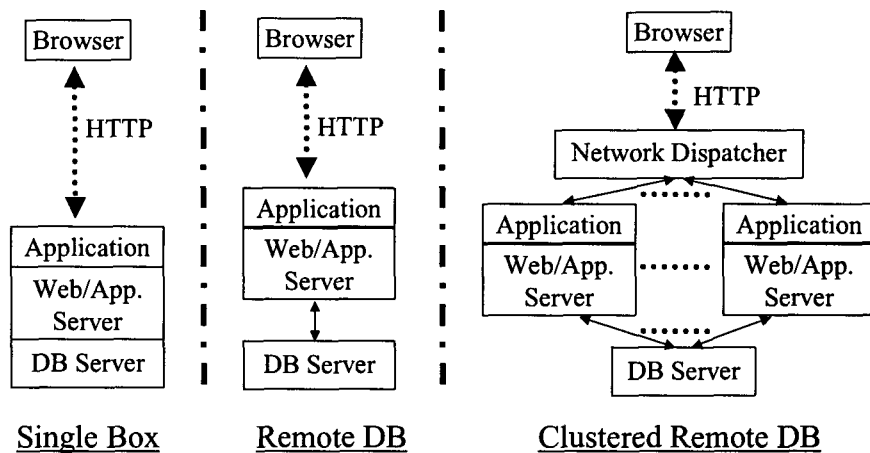 Browser
HTTP
Application
Web/App.
Server
DB Server
Single Box
Browser
HTTP
Application
Web/App.
Server
DB Server
Remote DB
Browser
HTTP
Network Dispatcher
Application
Web/App.
Server
Application
Web/App.
Server
DB Server
Clustered Remote DB